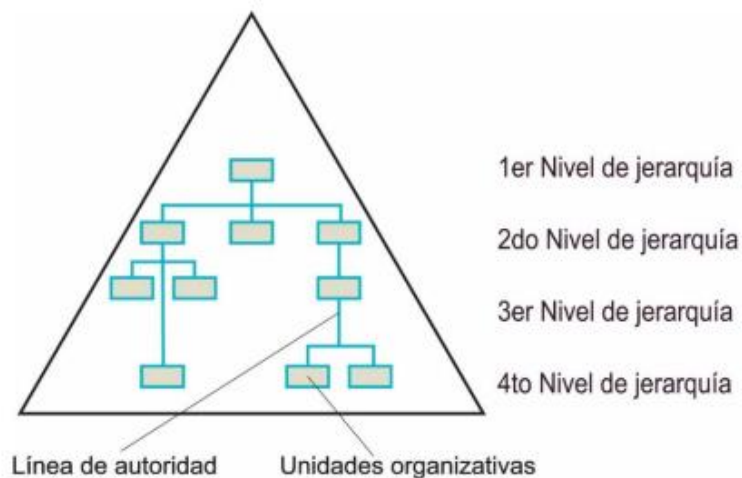 1er Nivel de jerarquía
2do Nivel de jerarquía
3er Nivel de jerarquía
4to Nivel de jerarquía
Línea de autoridad
Unidades organizativas